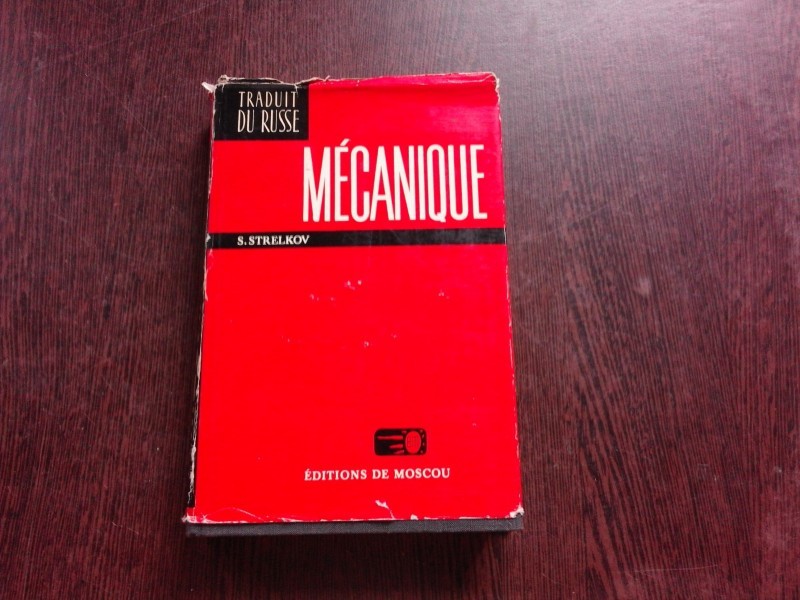 TRADUIT
DU RUSSE
MÉCANIQUE
S. STRELKOV
ÉDITIONS DE MOSCOU